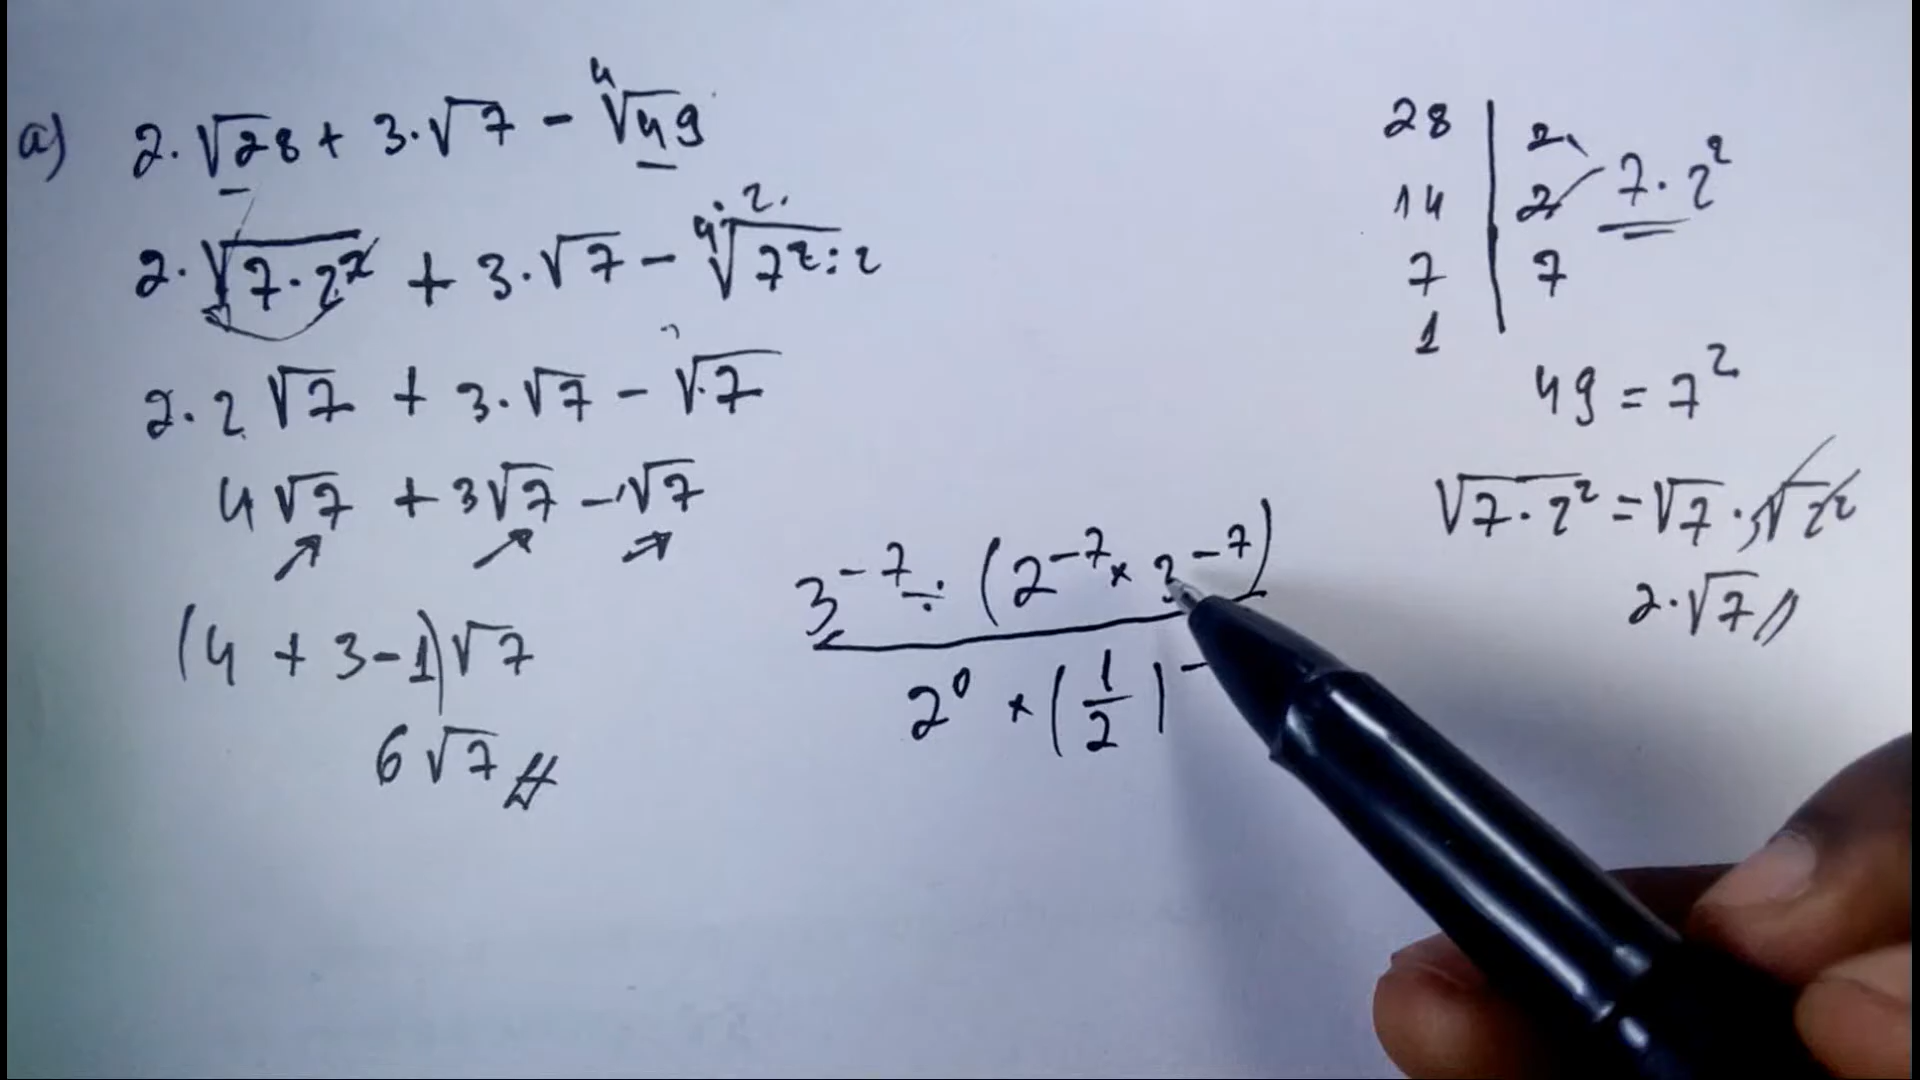 a) 2·√28 + 3·√7 - ⁴√49
2·√7·2² + 3·√7 - ⁴√7²:²
:2.
2·2√7 + 3·√7 - √7
4√7 + 3√7 - 1√7
(4 + 3 - 1)√7
6√7 //
3⁻⁷ ÷ (2⁻⁷ × 3⁻⁷)
2⁰ × (1/2)⁻
28 | 2
14 | 2
7 | 7
1
7·2²
49 = 7²
√7·2² = √7·√2²
2·√7 //